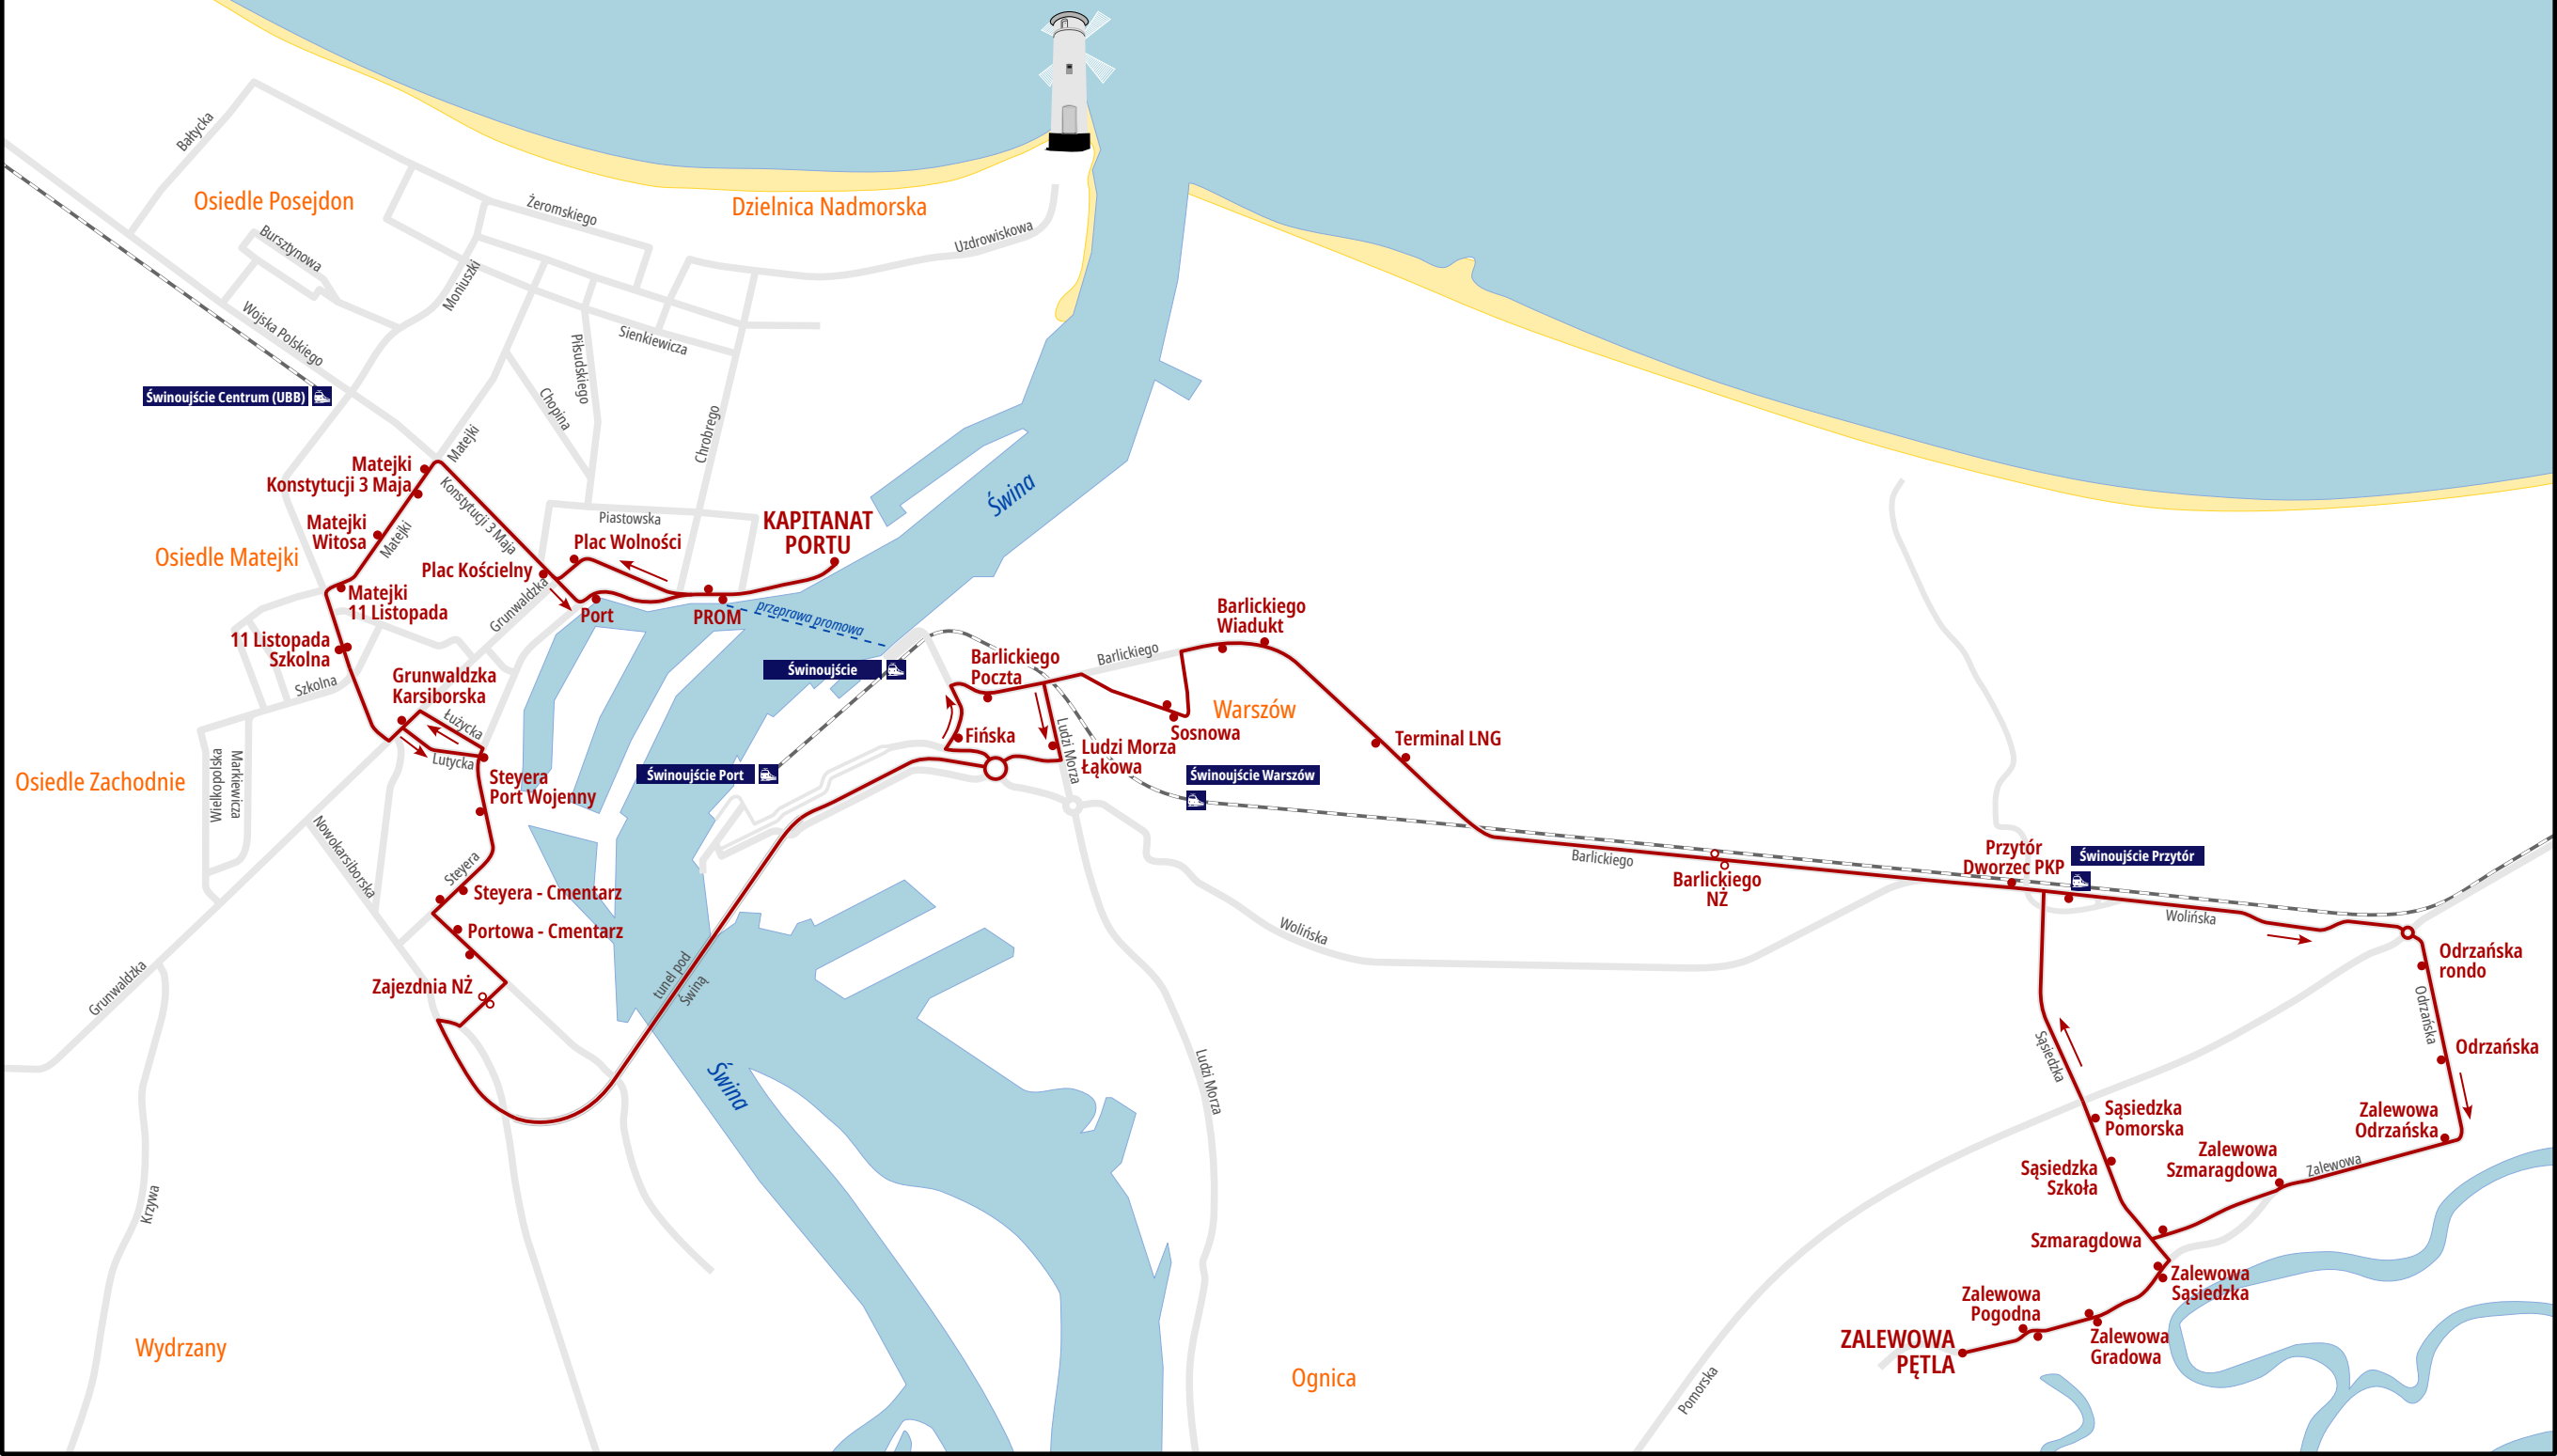 Bałtycka
Osiedle Posejdon
Bursztynowa
Żeromskiego
Dzielnica Nadmorska
Uzdrowiskowa
Moniuszki
Wojska Polskiego
Piłsudskiego
Sienkiewicza
Świnoujście Centrum (UBB)
Chopina
Chrobrego
Matejki
Matejki
Konstytucji 3 Maja
Konstytucji 3 Maja
Świna
Matejki
Witosa
Matejki
Piastowska
KAPITANAT
PORTU
Plac Wolności
Osiedle Matejki
Plac Kościelny
Grunwaldzka
Matejki
11 Listopada
Port
PROM
przeprawa promowa
Barlickiego
Wiadukt
11 Listopada
Szkolna
Szkolna
Grunwaldzka
Karsiborska
Świnoujście
Barlickiego
Poczta
Barlickiego
Łużycka
Lutycka
Warszów
Sosnowa
Fińska
Ludzi Morza
Ludzi Morza
Łąkowa
Terminal LNG
Osiedle Zachodnie
Wielkopolska
Markiewicza
Steyera
Port Wojenny
Świnoujście Port
Świnoujście Warszów
Nowokarsiborska
Steyera
Steyera - Cmentarz
Portowa - Cmentarz
Zajezdnia NŻ
Grunwaldzka
tunel pod
Świną
Świna
Barlickiego
Barlickiego
NŻ
Przytór
Dworzec PKP
Świnoujście Przytór
Wolińska
Wolińska
Odrzańska
rondo
Odrzańska
Odrzańska
Sąsiedzka
Ludzi Morza
Sąsiedzka
Pomorska
Zalewowa
Odrzańska
Zalewowa
Szmaragdowa
Zalewowa
Sąsiedzka
Szkoła
Krzywa
Szmaragdowa
Zalewowa
Sąsiedzka
Zalewowa
Pogodna
Zalewowa
Gradowa
ZALEWOWA
PĘTLA
Wydrzany
Ognica
Pomorska